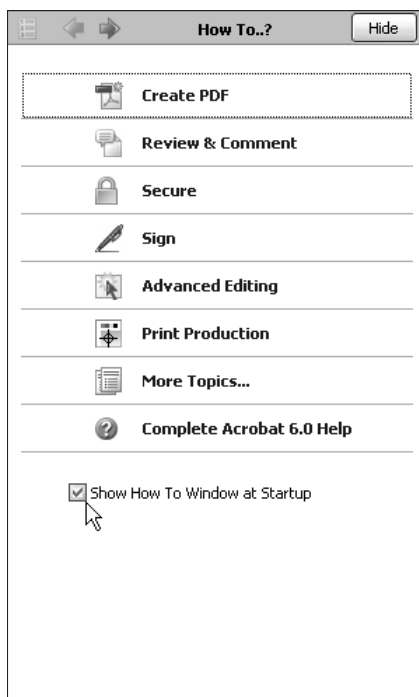 How To..?
Hide
Create PDF
Review & Comment
Secure
Sign
Advanced Editing
Print Production
More Topics...
Complete Acrobat 6.0 Help
Show How To Window at Startup